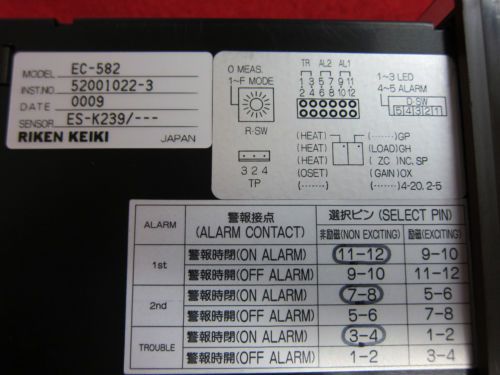 MODEL EC-582
INST.NO. 52001022-3
DATE 0009
SENSOR ES-K239/---
RIKEN KEIKI JAPAN
0 MEAS.
1~F MODE
R-SW
3 2 4
TP
TR AL2 AL1
1 3 5 7 9 11
2 4 6 8 10 12
1~3 LED
4~5 ALARM
D-SW
5 4 3 2 1
(HEAT) (······)GP
(HEAT) (LOAD)GH
(HEAT) ( ZC )NC. SP
(OSET) (GAIN)OX
(······) (······)4-20. 2-5
ALARM 警報接点 (ALARM CONTACT) 選択ピン (SELECT PIN)
非励磁(NON EXCITING) 励磁(EXCITING)
1st 警報時閉(ON ALARM) 11-12 9-10
警報時開(OFF ALARM) 9-10 11-12
2nd 警報時閉(ON ALARM) 7-8 5-6
警報時開(OFF ALARM) 5-6 7-8
TROUBLE 警報時閉(ON ALARM) 3-4 1-2
警報時開(OFF ALARM) 1-2 3-4